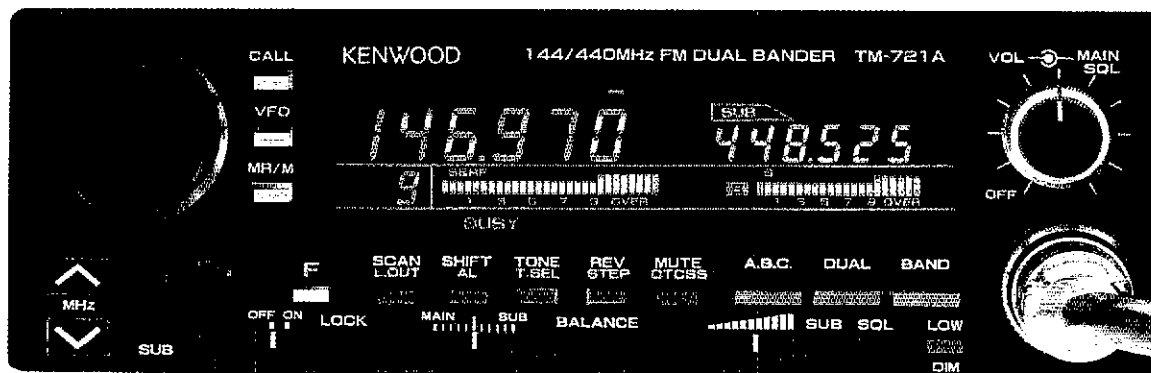 CALL
KENWOOD
144/440MHz FM DUAL BANDER TM-721A
VOL MAIN
SQL
VFO
SUB
146.970
448.525
MR/M
S&RF
S
9
1 3 5 7 9 OVER
1 3 5 7 9 OVER
OFF
BUSY
F
SCAN SHIFT TONE REV MUTE A.B.C. DUAL BAND
L.OUT AL T.SEL STEP CTCSS
MHz
OFF ON
LOCK
MAIN SUB
BALANCE
SUB SQL
LOW
SUB
DIM